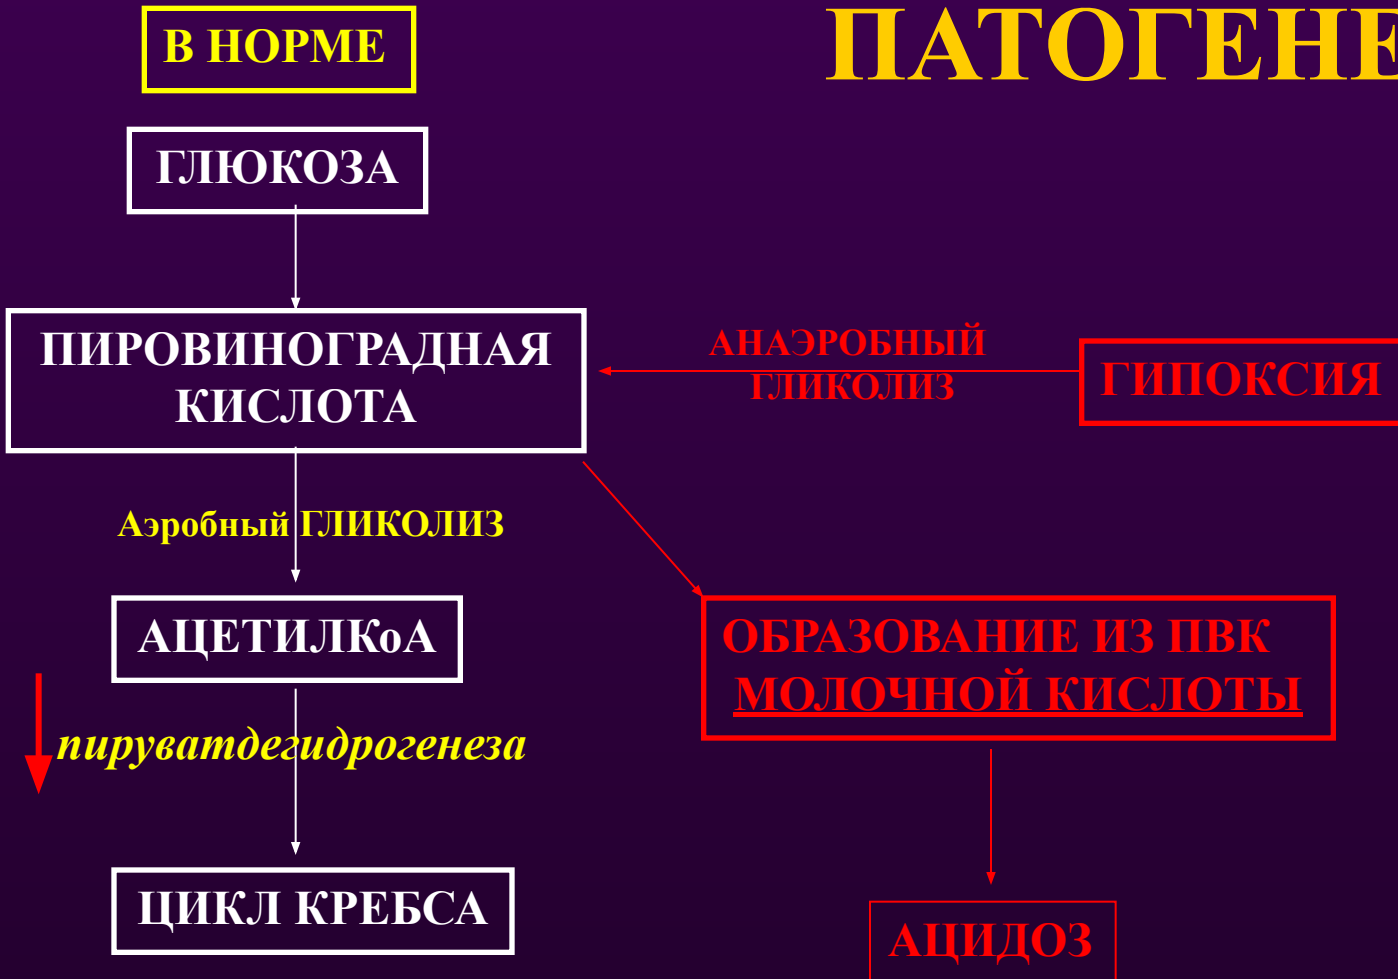 В НОРМЕ
ПАТОГЕНЕ
ГЛЮКОЗА
ПИРОВИНОГРАДНАЯ
КИСЛОТА
АНАЭРОБНЫЙ
ГЛИКОЛИЗ
ГИПОКСИЯ
Аэробный ГЛИКОЛИЗ
АЦЕТИЛКоА
ОБРАЗОВАНИЕ ИЗ ПВК
МОЛОЧНОЙ КИСЛОТЫ
пируватдегидрогенеза
ЦИКЛ КРЕБСА
АЦИДОЗ